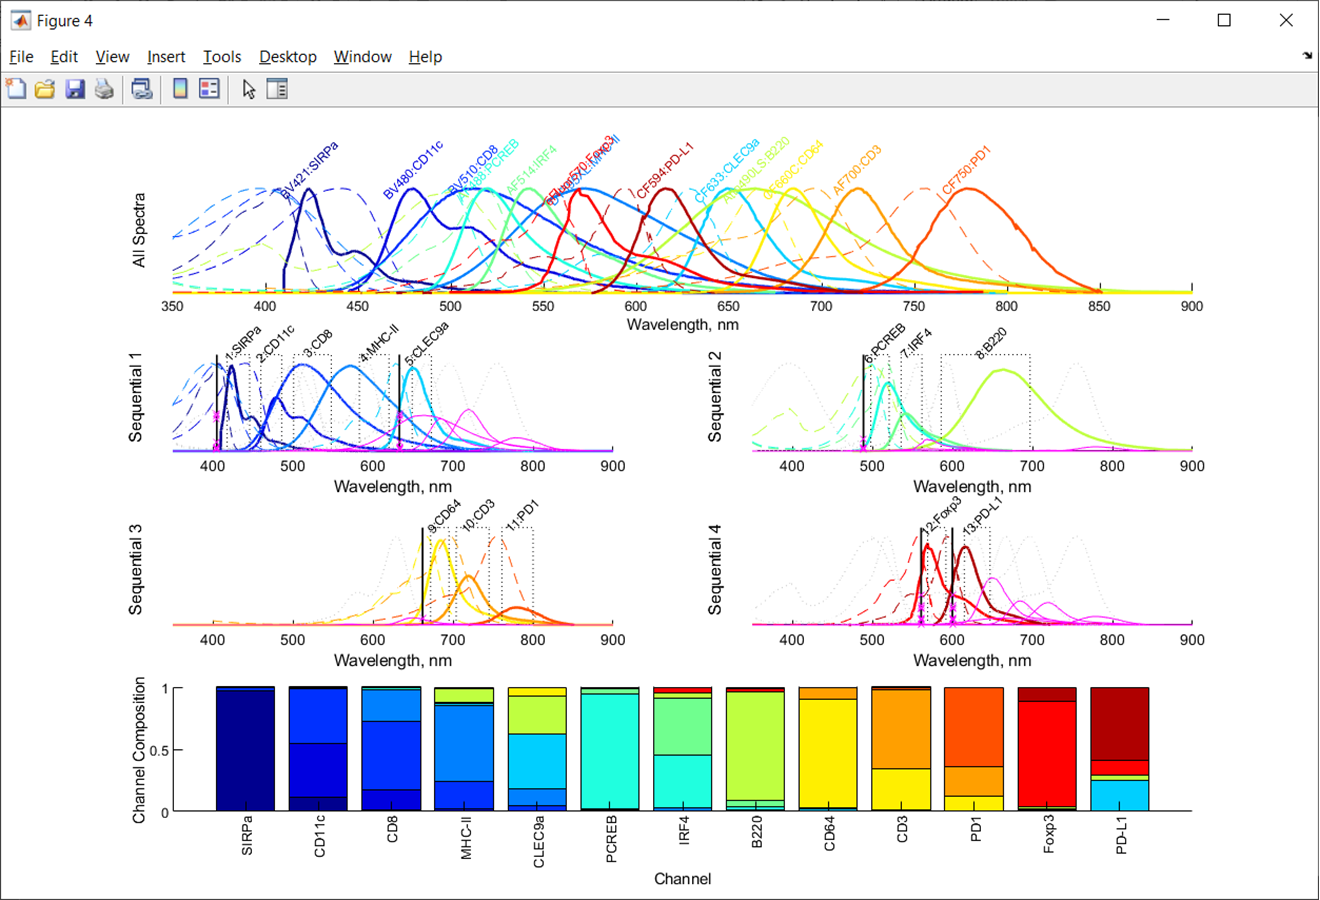 Figure 4
File Edit View Insert Tools Desktop Window Help
All Spectra
BV421:SIRPa
BV480:CD11c
BV510:CD8
PCREB
AF514:IRF4
Foxp3
CF594:PD-L1
CF633:CLEC9a
B220
CF660C:CD64
AF700:CD3
CF750:PD1
350 400 450 500 550 600 650 700 750 800 850 900
Wavelength, nm
Sequential 1
1:SIRPa
2:CD11c
3:CD8
4:MHC-II
5:CLEC9a
400 500 600 700 800 900
Wavelength, nm
Sequential 2
6:PCREB
7:IRF4
8:B220
400 500 600 700 800 900
Wavelength, nm
Sequential 3
9:CD64
10:CD3
11:PD1
400 500 600 700 800 900
Wavelength, nm
Sequential 4
12:Foxp3
13:PD-L1
400 500 600 700 800 900
Wavelength, nm
Channel Composition
1
0.5
0
SIRPa
CD11c
CD8
MHC-II
CLEC9a
PCREB
IRF4
B220
CD64
CD3
PD1
Foxp3
PD-L1
Channel